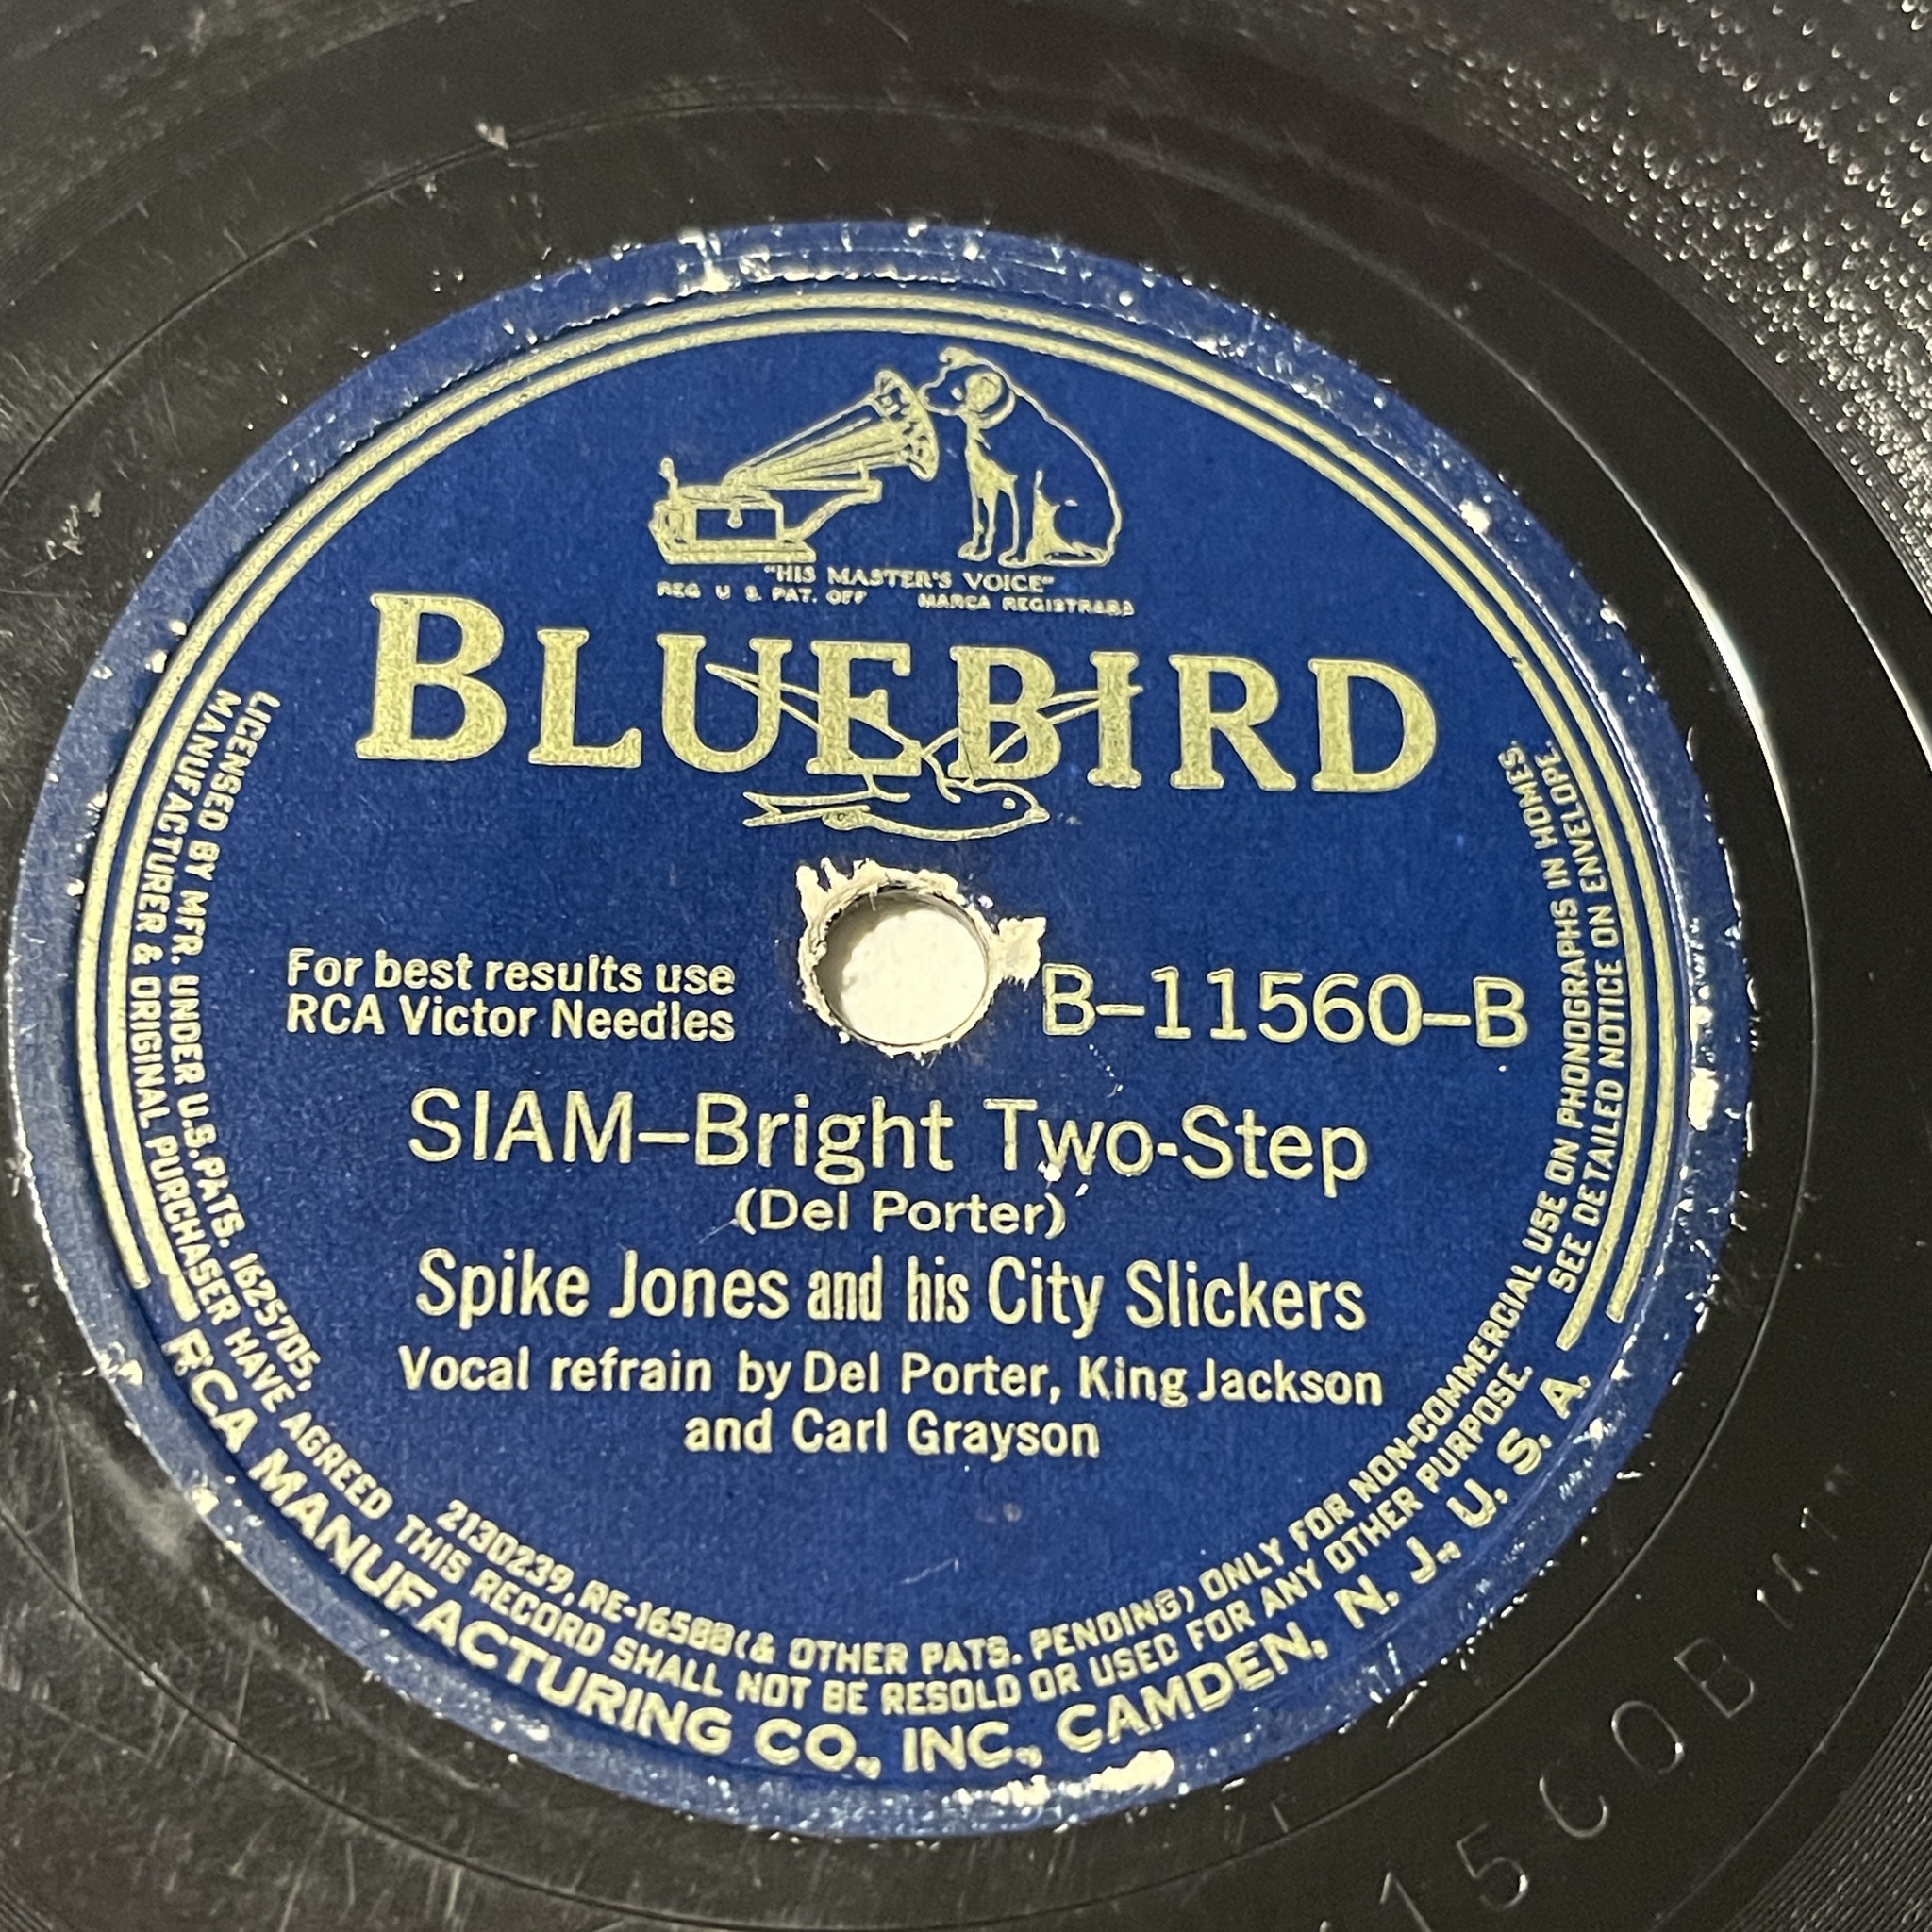 "HIS MASTER'S VOICE"
REG. U. S. PAT. OFF. MARCA REGISTRADA
BLUEBIRD
For best results use
RCA Victor Needles
B-11560-B
SIAM-Bright Two-Step
(Del Porter)
Spike Jones and his City Slickers
Vocal refrain by Del Porter, King Jackson
and Carl Grayson
LICENSED BY MFR. UNDER U.S. PATS. 1625705,
2130239, RE-16588 (& OTHER PATS. PENDING) ONLY FOR NON-COMMERCIAL USE ON PHONOGRAPHS IN HOMES.
MANUFACTURER & ORIGINAL PURCHASER HAVE AGREED THIS RECORD SHALL NOT BE RESOLD OR USED FOR ANY OTHER PURPOSE. SEE DETAILED NOTICE ON ENVELOPE
RCA MANUFACTURING CO., INC., CAMDEN, N. J., U. S. A.